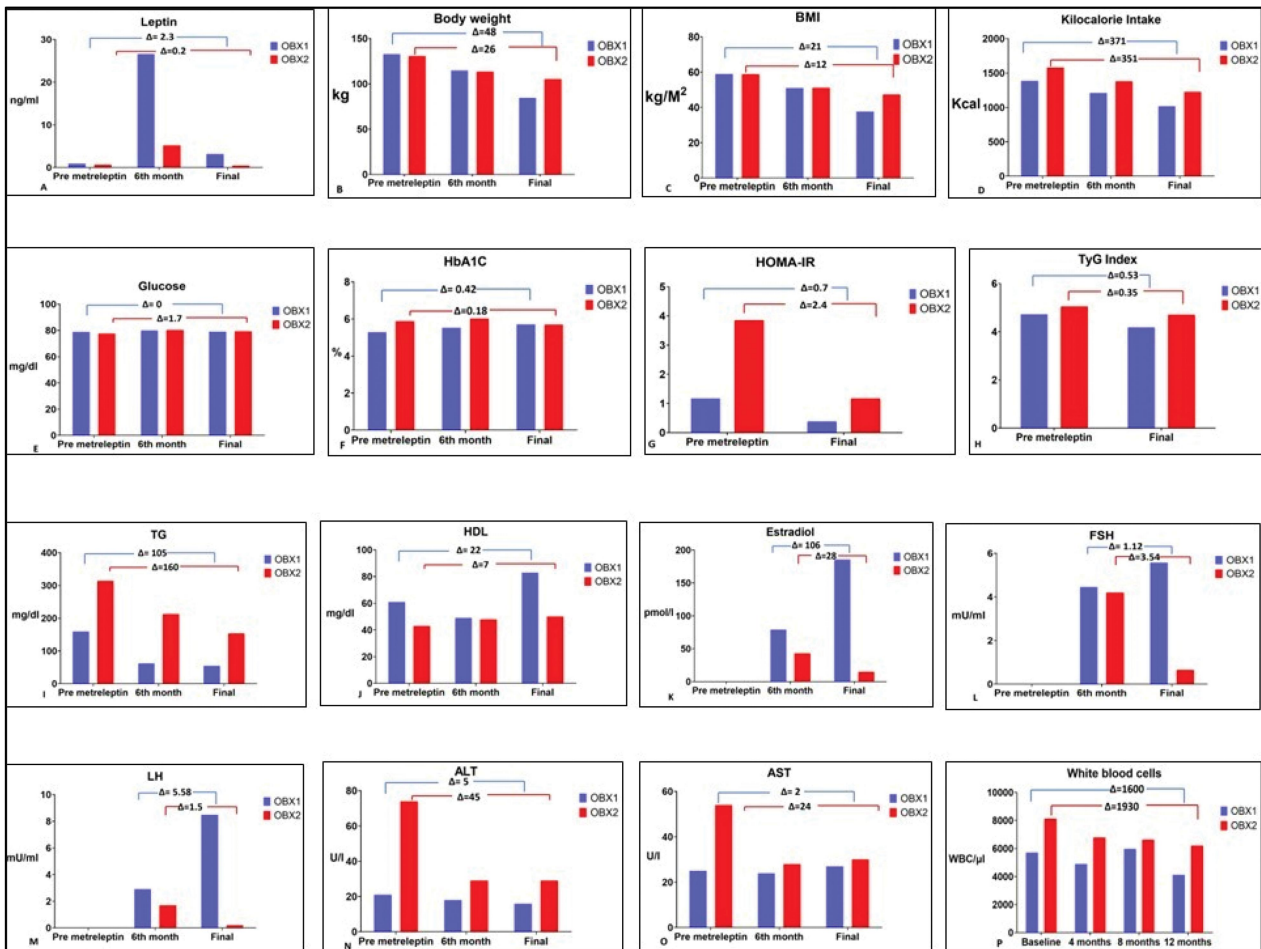 Leptin
Δ= 2.3
Δ=0.2
OBX1
OBX2
30
20
10
0
ng/ml
Pre metreleptin 6th month Final
A
Body weight
Δ=48
Δ=26
OBX1
OBX2
150
100
50
0
kg
Pre metreleptin 6th month Final
B
BMI
Δ=21
Δ=12
OBX1
OBX2
80
60
40
20
0
kg/M²
Pre metreleptin 6th month Final
C
Kilocalorie Intake
Δ=371
Δ=351
OBX1
OBX2
2000
1500
1000
500
0
Kcal
Pre metreleptin 6th month Final
D
Glucose
Δ= 0
Δ=1.7
OBX1
OBX2
100
80
60
40
20
0
mg/dl
Pre metreleptin 6th month Final
E
HbA1C
Δ= 0.42
Δ=0.18
OBX1
OBX2
8
6
4
2
0
%
Pre metreleptin 6th month Final
F
HOMA-IR
Δ=0.7
Δ=2.4
OBX1
OBX2
5
4
3
2
1
0
Pre metreleptin Final
G
TyG Index
Δ=0.53
Δ=0.35
OBX1
OBX2
6
4
2
0
Pre metreleptin Final
H
TG
Δ= 105
Δ=160
OBX1
OBX2
400
300
200
100
0
mg/dl
Pre metreleptin 6th month Final
I
HDL
Δ= 22
Δ=7
OBX1
OBX2
100
80
60
40
20
0
mg/dl
Pre metreleptin 6th month Final
J
Estradiol
Δ= 106
Δ=28
OBX1
OBX2
200
150
100
50
0
pmol/l
Pre metreleptin 6th month Final
K
FSH
Δ= 1.12
Δ=3.54
OBX1
OBX2
6
4
2
0
mU/ml
Pre metreleptin 6th month Final
L
LH
Δ= 5.58
Δ=1.5
OBX1
OBX2
10
8
6
4
2
0
mU/ml
Pre metreleptin 6th month Final
M
ALT
Δ= 5
Δ=45
OBX1
OBX2
80
60
40
20
0
U/l
Pre metreleptin 6th month Final
N
AST
Δ= 2
Δ=24
OBX1
OBX2
60
40
20
0
U/l
Pre metreleptin 6th month Final
O
White blood cells
Δ=1600
Δ=1930
OBX1
OBX2
10000
8000
6000
4000
2000
0
WBC/µl
Baseline 4 months 8 months 12 months
P